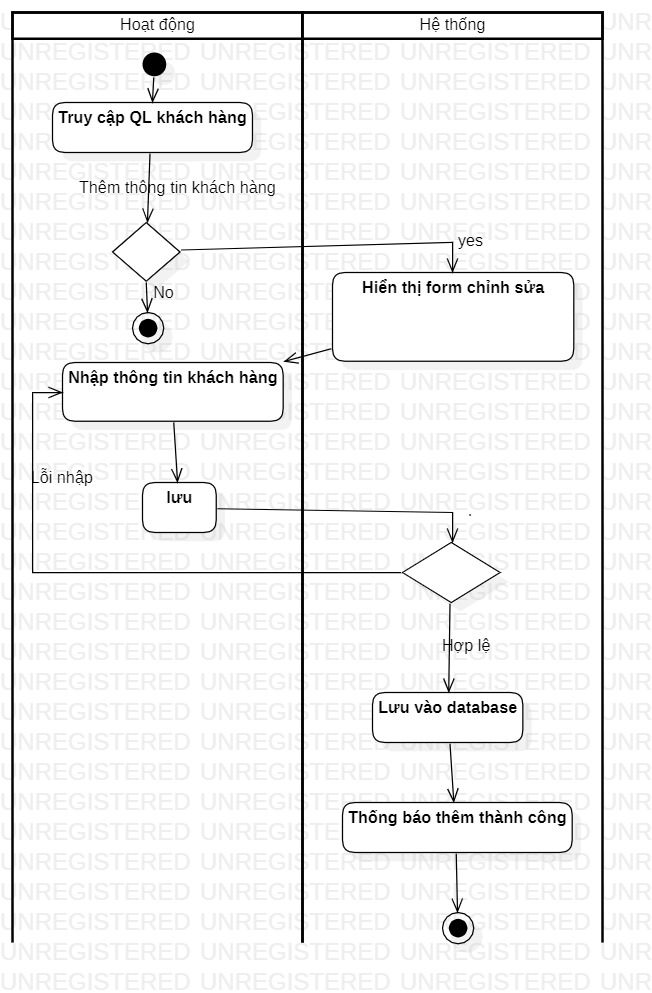 Hoạt động
Hệ thống
Truy cập QL khách hàng
Thêm thông tin khách hàng
yes
Hiển thị form chỉnh sửa
No
Nhập thông tin khách hàng
Lỗi nhập
lưu
.
Hợp lệ
Lưu vào database
Thống báo thêm thành công
UNREGISTERED